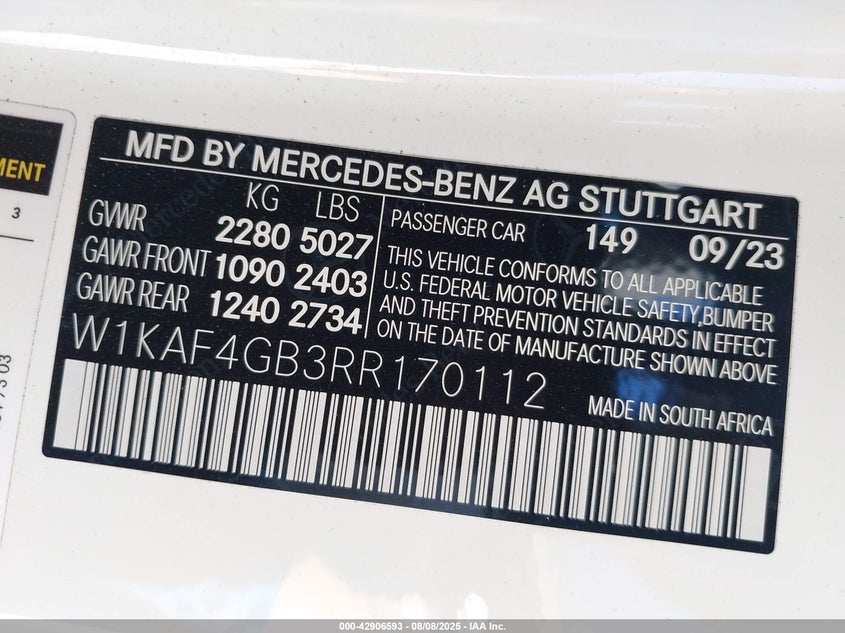 MENT
3
MFD BY MERCEDES-BENZ AG STUTTGART
KG LBS
GVWR 2280 5027
GAWR FRONT 1090 2403
GAWR REAR 1240 2734
PASSENGER CAR 149 09/23
THIS VEHICLE CONFORMS TO ALL APPLICABLE
U.S. FEDERAL MOTOR VEHICLE SAFETY,BUMPER
AND THEFT PREVENTION STANDARDS IN EFFECT
ON THE DATE OF MANUFACTURE SHOWN ABOVE
W1KAF4GB3RR170112
MADE IN SOUTH AFRICA
000-42906593 - 08/08/2025 - IAA Inc.